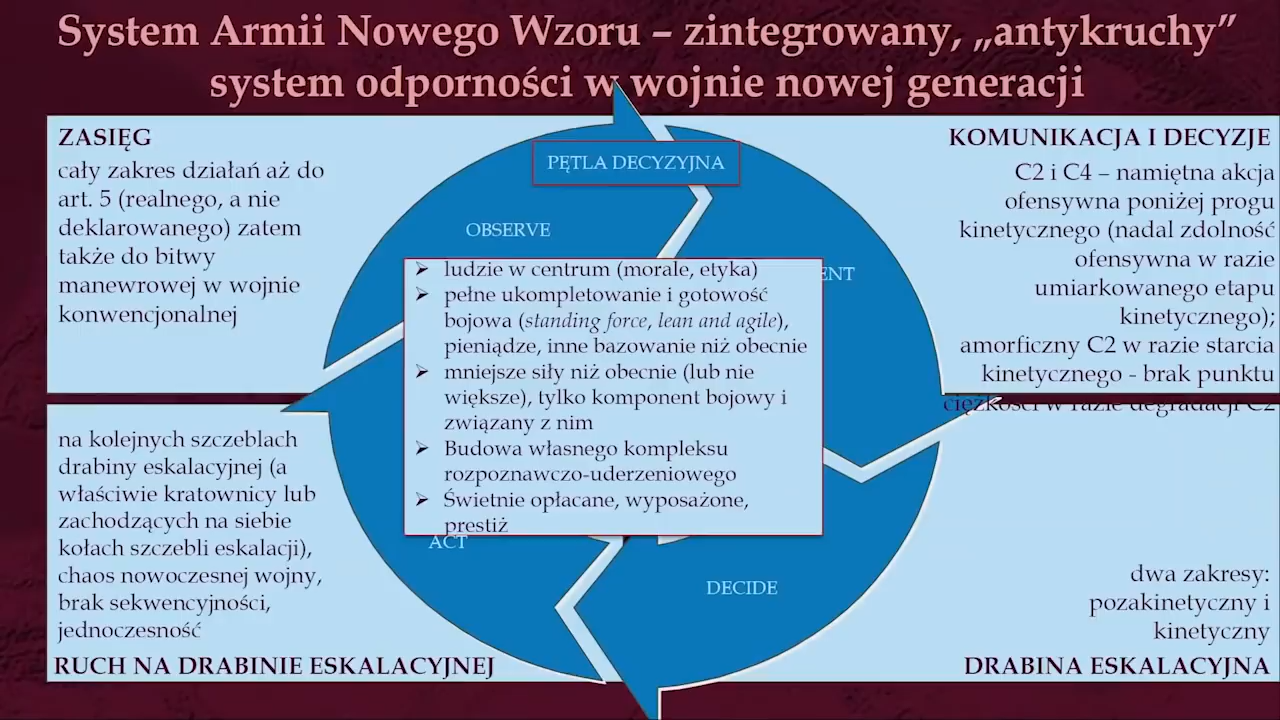 System Armii Nowego Wzoru – zintegrowany, „antykruchy”
system odporności w wojnie nowej generacji
ZASIĘG
cały zakres działań aż do
art. 5 (realnego, a nie
deklarowanego) zatem
także do bitwy
manewrowej w wojnie
konwencjonalnej
KOMUNIKACJA I DECYZJE
C2 i C4 – namiętna akcja
ofensywna poniżej progu
kinetycznego (nadal zdolność
ofensywna w razie
umiarkowanego etapu
kinetycznego);
amorficzny C2 w razie starcia
kinetycznego - brak punktu
ciężkości w razie degradacji C2
PĘTLA DECYZYJNA
OBSERVE
ENT
➢ ludzie w centrum (morale, etyka)
➢ pełne ukompletowanie i gotowość
bojowa (standing force, lean and agile),
pieniądze, inne bazowanie niż obecnie
➢ mniejsze siły niż obecnie (lub nie
większe), tylko komponent bojowy i
związany z nim
➢ Budowa własnego kompleksu
rozpoznawczo-uderzeniowego
➢ Świetnie opłacane, wyposażone,
prestiż
ACT
DECIDE
na kolejnych szczeblach
drabiny eskalacyjnej (a
właściwie kratownicy lub
zachodzących na siebie
kołach szczebli eskalacji),
chaos nowoczesnej wojny,
brak sekwencyjności,
jednoczesność
RUCH NA DRABINIE ESKALACYJNEJ
dwa zakresy:
pozakinetyczny i
kinetyczny
DRABINA ESKALACYJNA